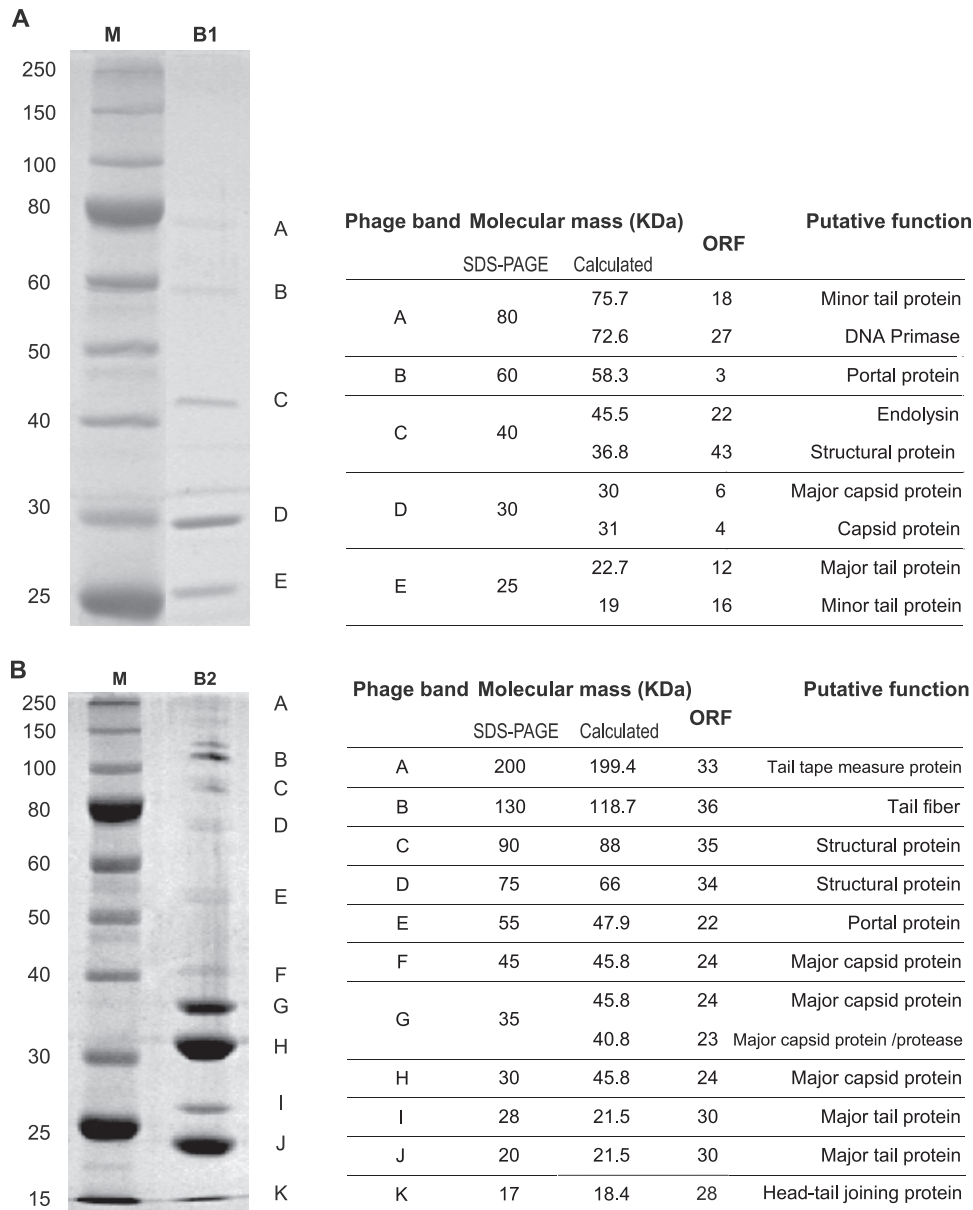 A
M B1
250
150
100
80
60
50
40
30
25
A
B
C
D
E
Phage band Molecular mass (KDa) ORF Putative function
SDS-PAGE Calculated
A 80 75.7 18 Minor tail protein
72.6 27 DNA Primase
B 60 58.3 3 Portal protein
C 40 45.5 22 Endolysin
36.8 43 Structural protein
D 30 30 6 Major capsid protein
31 4 Capsid protein
E 25 22.7 12 Major tail protein
19 16 Minor tail protein
B
M B2
250
150
100
80
60
50
40
30
25
15
A
B
C
D
E
F
G
H
I
J
K
Phage band Molecular mass (KDa) ORF Putative function
SDS-PAGE Calculated
A 200 199.4 33 Tail tape measure protein
B 130 118.7 36 Tail fiber
C 90 88 35 Structural protein
D 75 66 34 Structural protein
E 55 47.9 22 Portal protein
F 45 45.8 24 Major capsid protein
G 35 45.8 24 Major capsid protein
40.8 23 Major capsid protein /protease
H 30 45.8 24 Major capsid protein
I 28 21.5 30 Major tail protein
J 20 21.5 30 Major tail protein
K 17 18.4 28 Head-tail joining protein